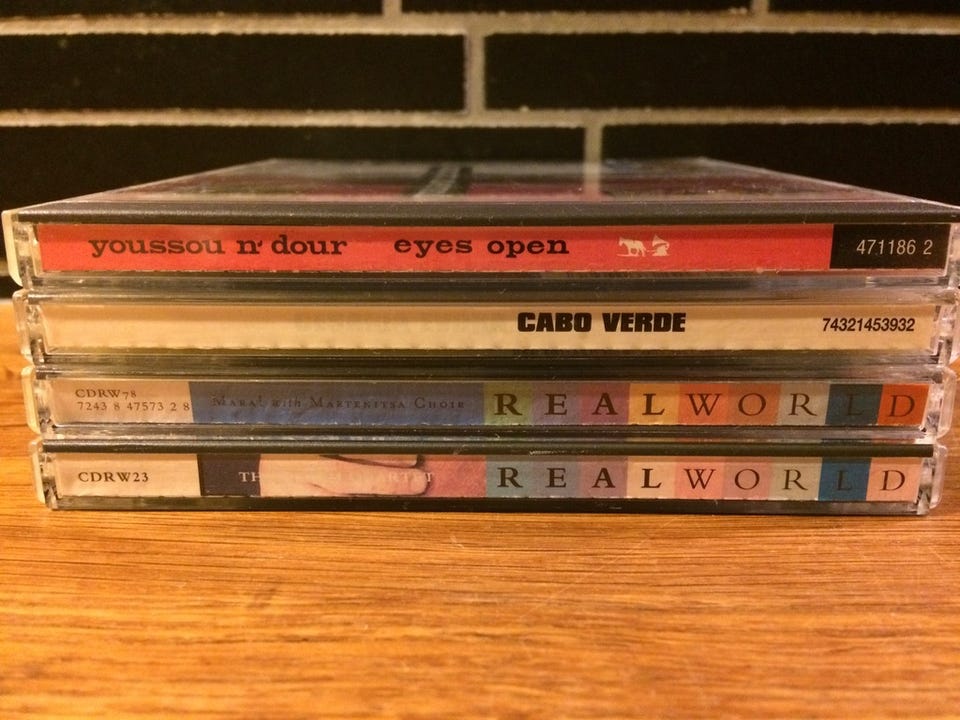 youssou n' dour eyes open 471186 2
CABO VERDE 74321453932
CDRW78
7243 8 47573 2 8 Mara! with Martenitsa Choir REALWORLD
CDRW23 REALWORLD